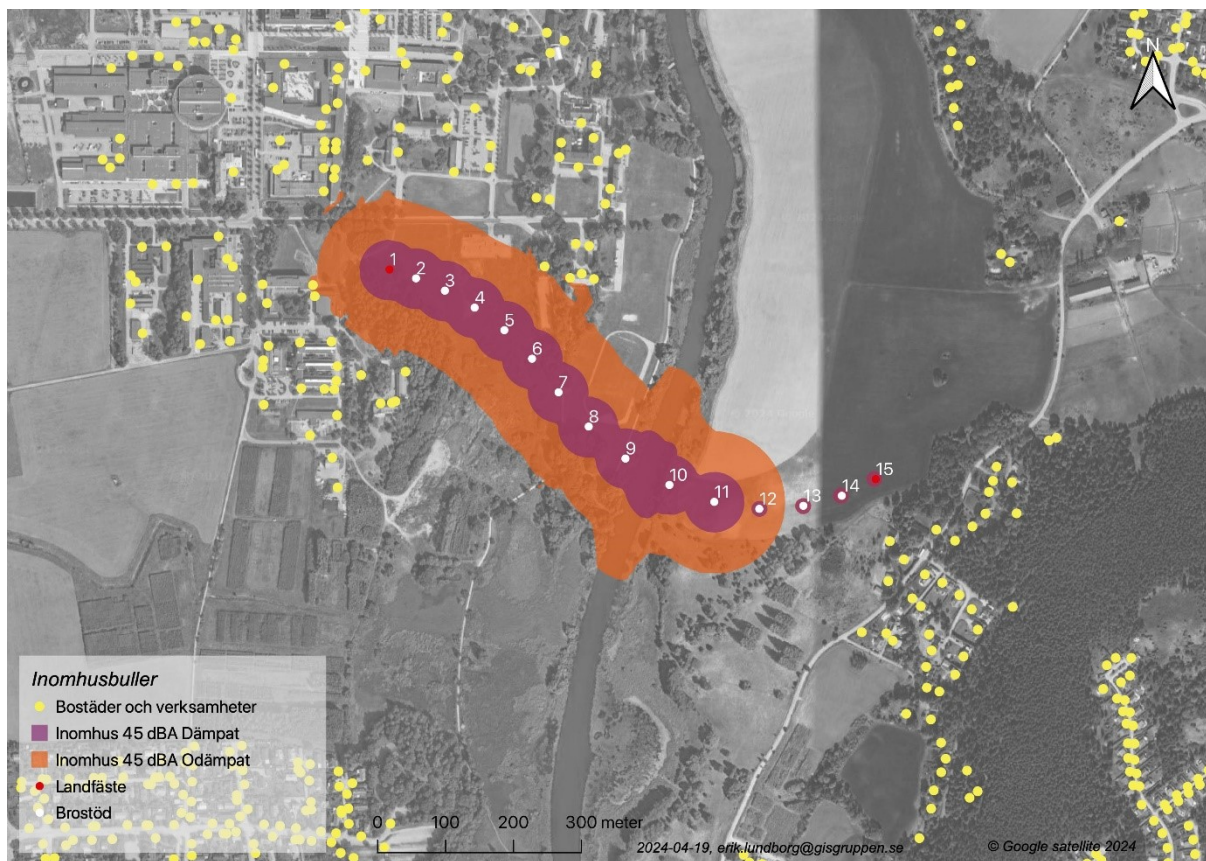 N
1
2
3
4
5
6
7
8
9
10
11
12
13
14
15
Inomhusbuller
Bostäder och verksamheter
Inomhus 45 dBA Dämpat
Inomhus 45 dBA Odämpat
Landfäste
Brostöd
0 100 200 300 meter
2024-04-19, erik.lundborg@gisgruppen.se
© Google satellite 2024